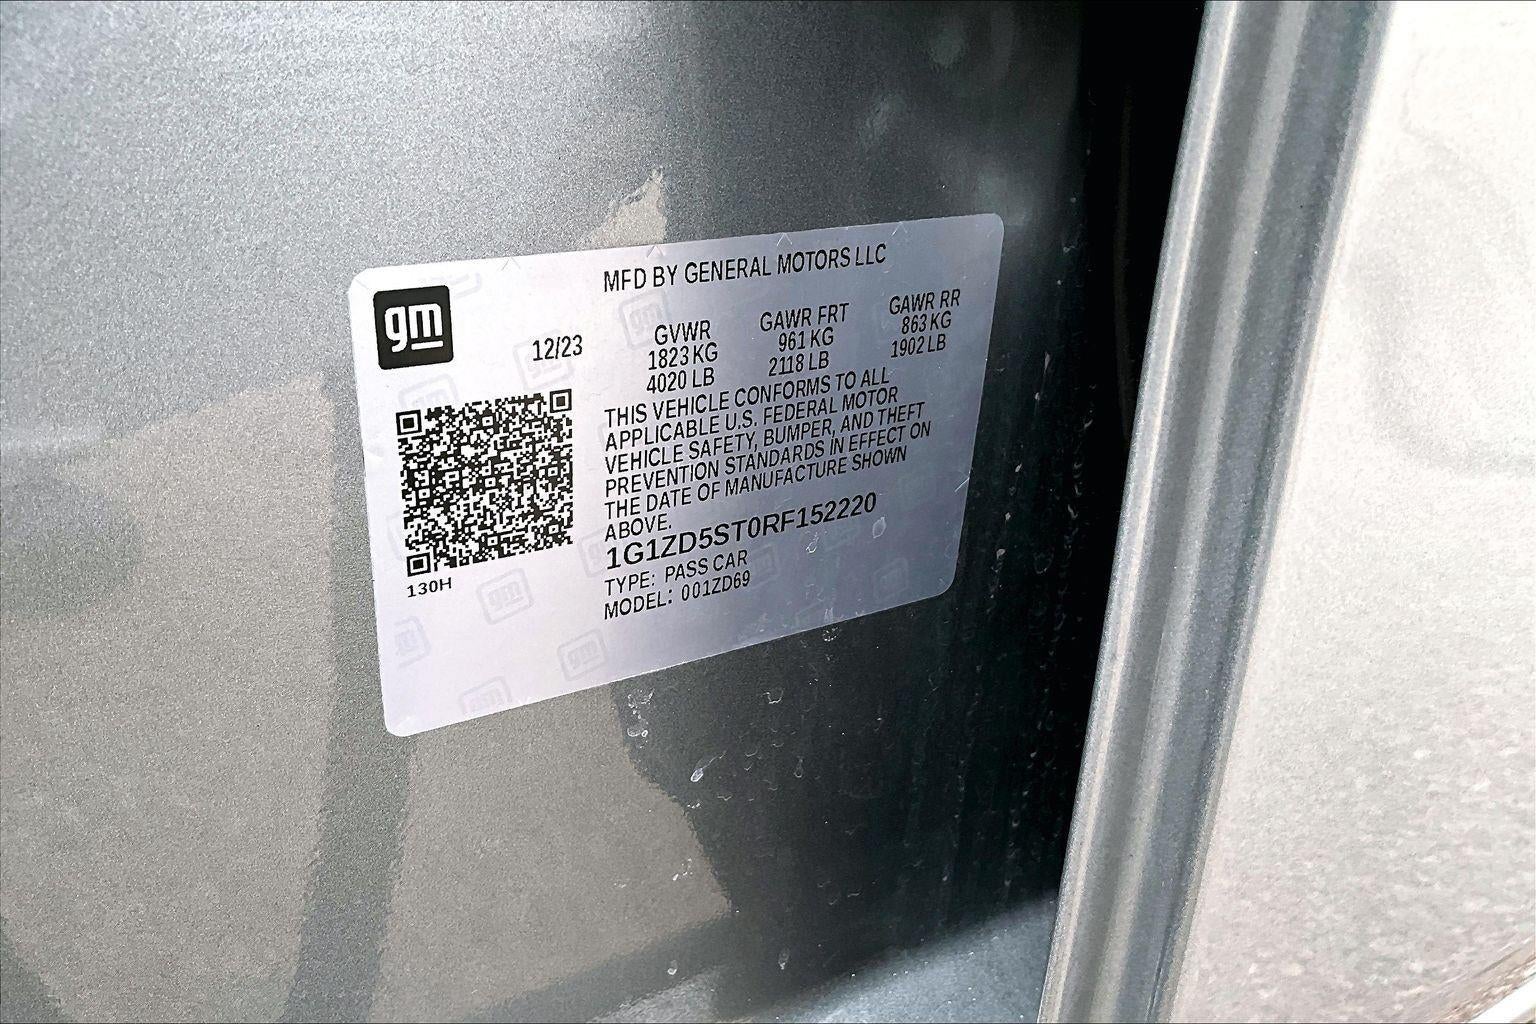 MFD BY GENERAL MOTORS LLC
gm
12/23
GVWR
1823 KG
4020 LB
GAWR FRT
961 KG
2118 LB
GAWR RR
863 KG
1902 LB
THIS VEHICLE CONFORMS TO ALL
APPLICABLE U.S. FEDERAL MOTOR
VEHICLE SAFETY, BUMPER, AND THEFT
PREVENTION STANDARDS IN EFFECT ON
THE DATE OF MANUFACTURE SHOWN
ABOVE.
1G1ZD5ST0RF152220
TYPE: PASS CAR
MODEL: 001ZD69
130H